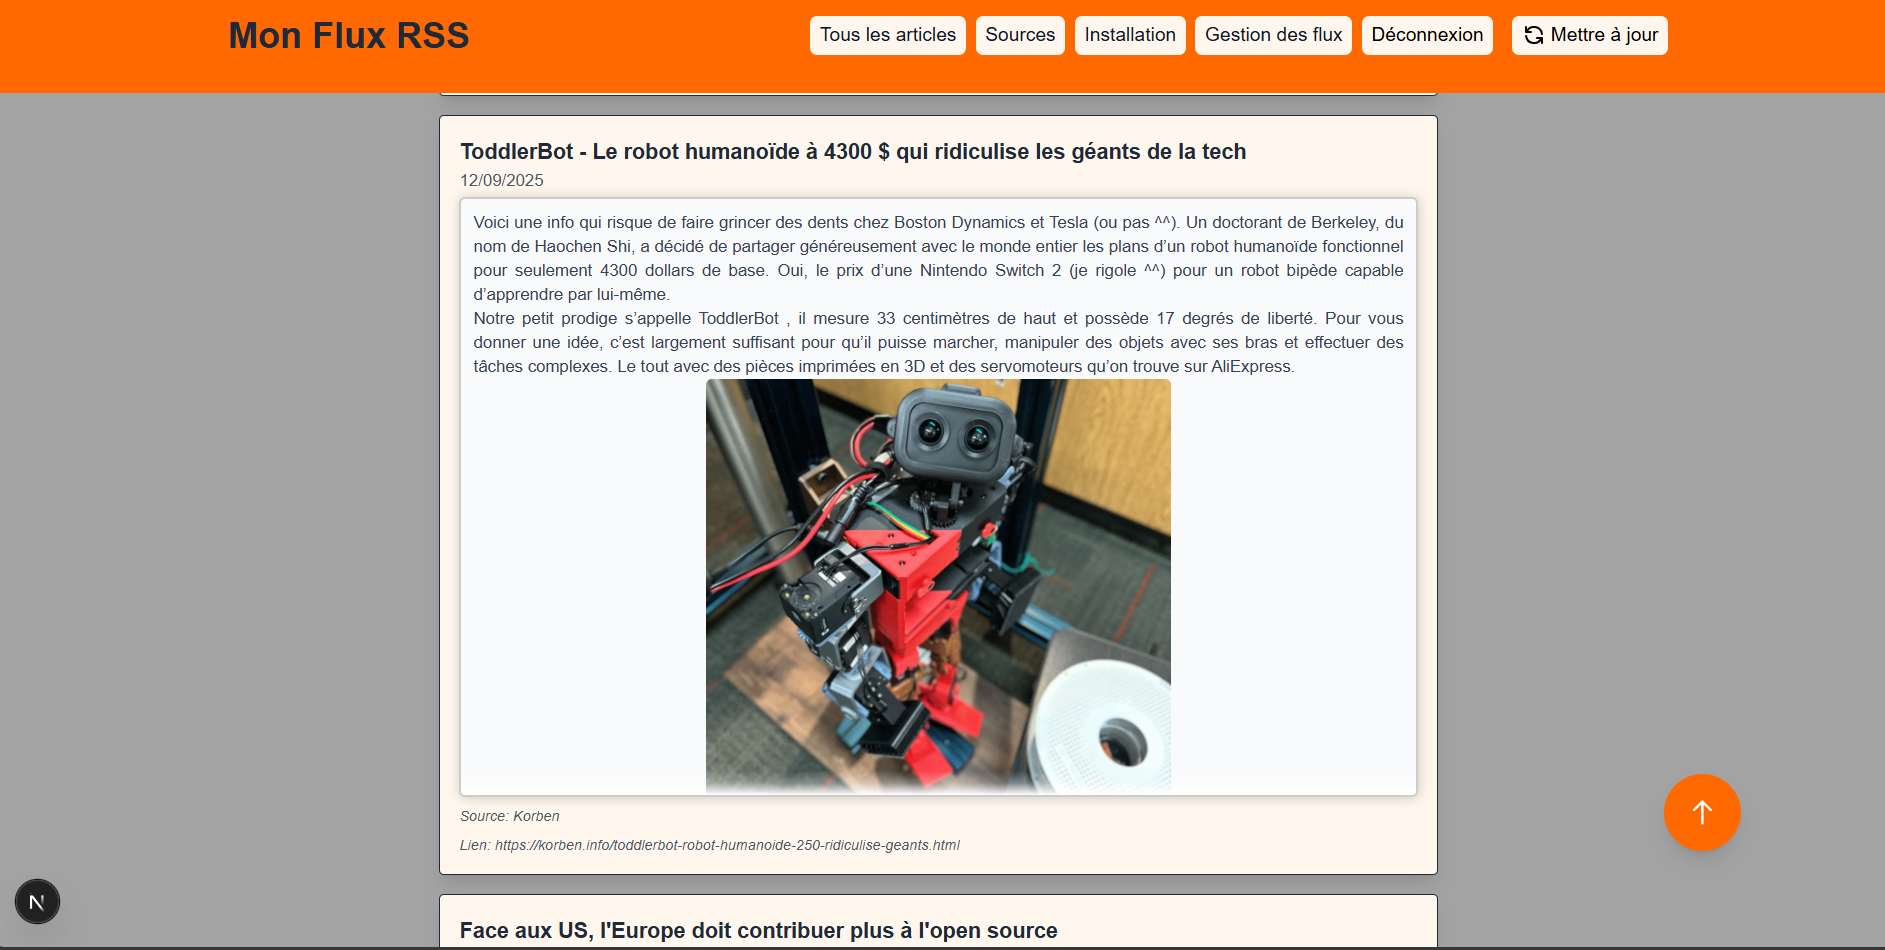 Mon Flux RSS
Tous les articles
Sources
Installation
Gestion des flux
Déconnexion
Mettre à jour
ToddlerBot - Le robot humanoïde à 4300 $ qui ridiculise les géants de la tech
12/09/2025
Voici une info qui risque de faire grincer des dents chez Boston Dynamics et Tesla (ou pas ^^). Un doctorant de Berkeley, du
nom de Haochen Shi, a décidé de partager généreusement avec le monde entier les plans d’un robot humanoïde fonctionnel
pour seulement 4300 dollars de base. Oui, le prix d’une Nintendo Switch 2 (je rigole ^^) pour un robot bipède capable
d’apprendre par lui-même.
Notre petit prodige s’appelle ToddlerBot , il mesure 33 centimètres de haut et possède 17 degrés de liberté. Pour vous
donner une idée, c’est largement suffisant pour qu’il puisse marcher, manipuler des objets avec ses bras et effectuer des
tâches complexes. Le tout avec des pièces imprimées en 3D et des servomoteurs qu’on trouve sur AliExpress.
Source: Korben
Lien: https://korben.info/toddlerbot-robot-humanoide-250-ridiculise-geants.html
N
Face aux US, l'Europe doit contribuer plus à l'open source